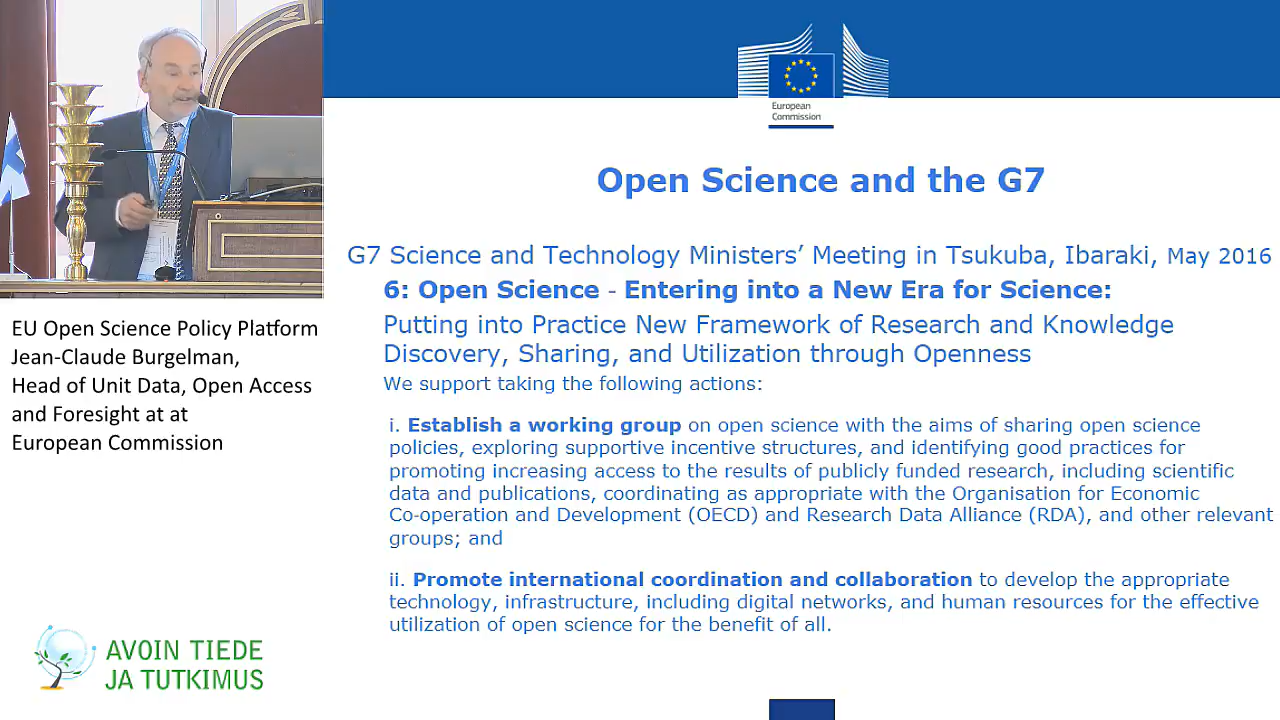 European
Commission
Open Science and the G7
G7 Science and Technology Ministers’ Meeting in Tsukuba, Ibaraki, May 2016
6: Open Science - Entering into a New Era for Science:
Putting into Practice New Framework of Research and Knowledge
Discovery, Sharing, and Utilization through Openness
We support taking the following actions:
i. Establish a working group on open science with the aims of sharing open science
policies, exploring supportive incentive structures, and identifying good practices for
promoting increasing access to the results of publicly funded research, including scientific
data and publications, coordinating as appropriate with the Organisation for Economic
Co-operation and Development (OECD) and Research Data Alliance (RDA), and other relevant
groups; and
ii. Promote international coordination and collaboration to develop the appropriate
technology, infrastructure, including digital networks, and human resources for the effective
utilization of open science for the benefit of all.
EU Open Science Policy Platform
Jean-Claude Burgelman,
Head of Unit Data, Open Access
and Foresight at at
European Commission
AVOIN TIEDE
JA TUTKIMUS